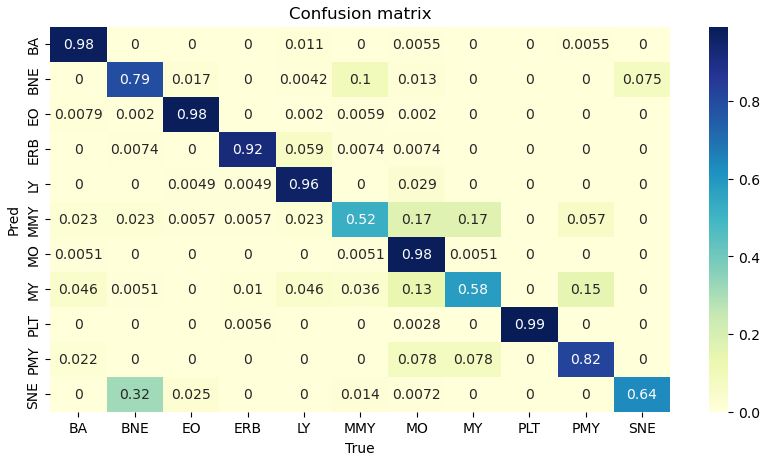 Confusion matrix
BA 0.98 0 0 0 0.011 0 0.0055 0 0 0.0055 0
BNE 0 0.79 0.017 0 0.0042 0.1 0.013 0 0 0 0.075
EO 0.0079 0.002 0.98 0 0.002 0.0059 0.002 0 0 0 0
ERB 0 0.0074 0 0.92 0.059 0.0074 0.0074 0 0 0 0
LY 0 0 0.0049 0.0049 0.96 0 0.029 0 0 0 0
MMY 0.023 0.023 0.0057 0.0057 0.023 0.52 0.17 0.17 0 0.057 0
MO 0.0051 0 0 0 0 0.0051 0.98 0.0051 0 0 0
MY 0.046 0.0051 0 0.01 0.046 0.036 0.13 0.58 0 0.15 0
PLT 0 0 0 0.0056 0 0 0.0028 0 0.99 0 0
PMY 0.022 0 0 0 0 0 0.078 0.078 0 0.82 0
SNE 0 0.32 0.025 0 0 0.014 0.0072 0 0 0 0.64
BA BNE EO ERB LY MMY MO MY PLT PMY SNE
True
Pred
0.8
0.6
0.4
0.2
0.0